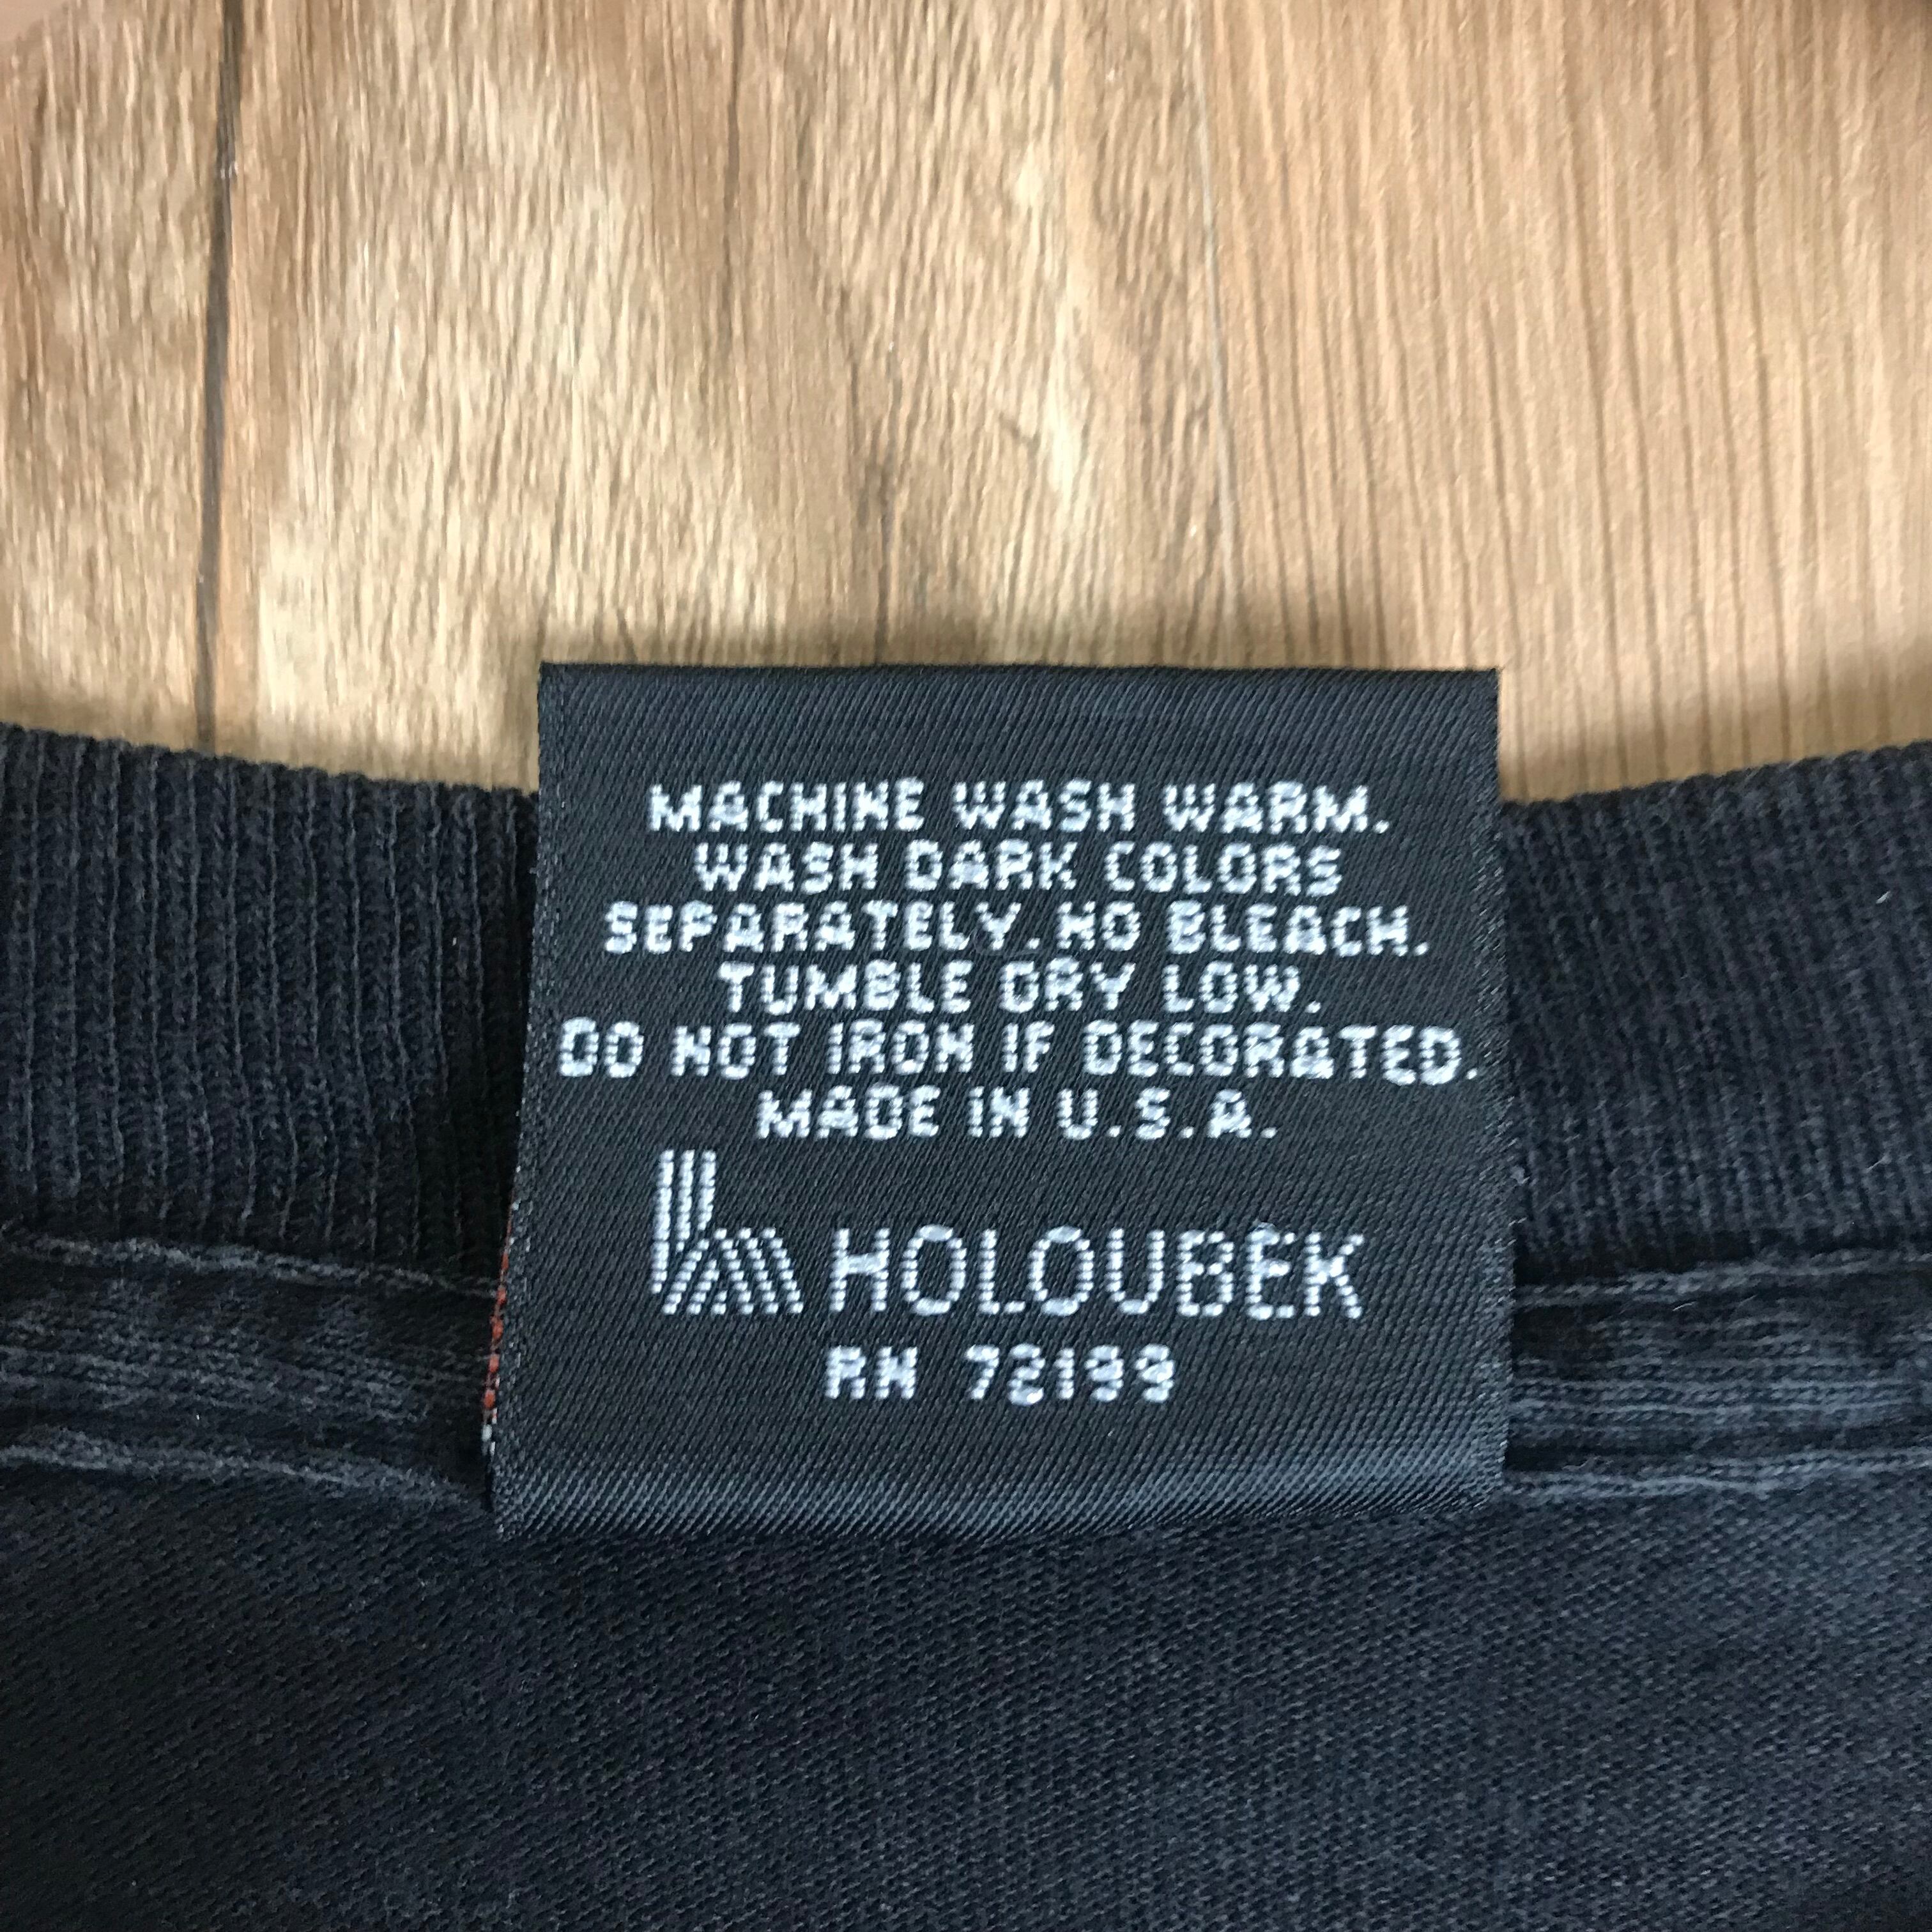 MACHINE WASH WARM.
WASH DARK COLORS
SEPARATELY. NO BLEACH.
TUMBLE DRY LOW.
DO NOT IRON IF DECORATED.
MADE IN U.S.A.
HOLOUBEK
RN 72199